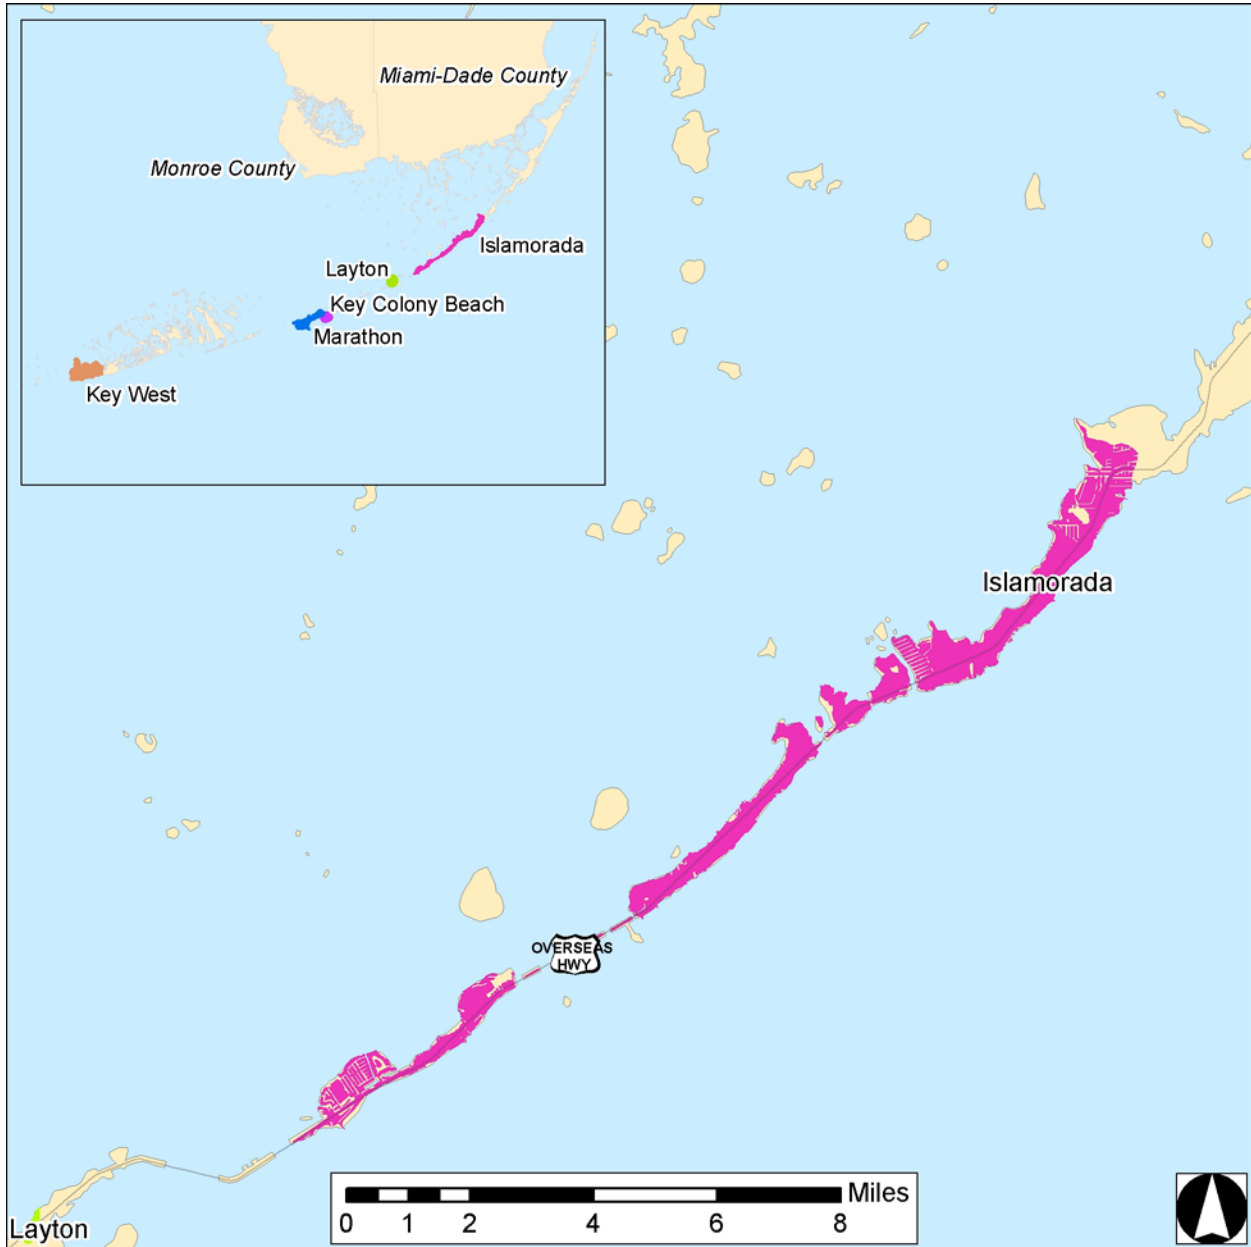 Miami-Dade County
Monroe County
Islamorada
Layton
Key Colony Beach
Marathon
Key West
Islamorada
OVERSEAS
HWY
Layton
Miles
0 1 2 4 6 8